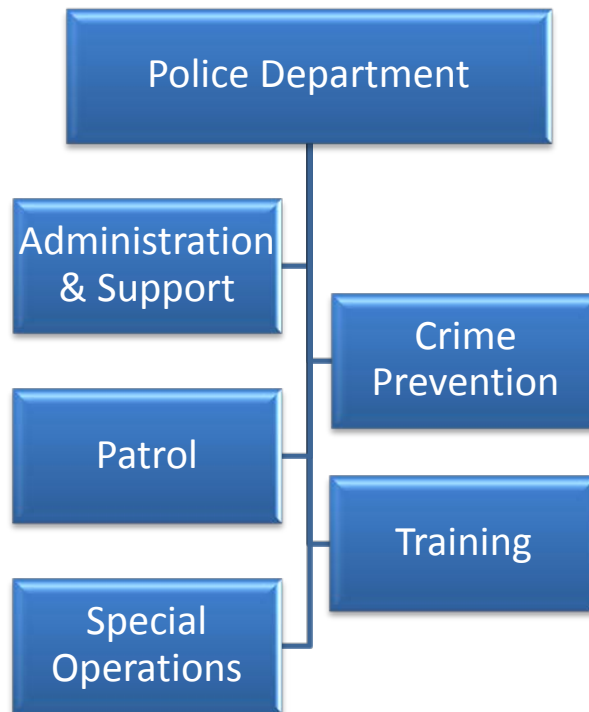 Police Department
Administration
& Support
Crime
Prevention
Patrol
Training
Special
Operations